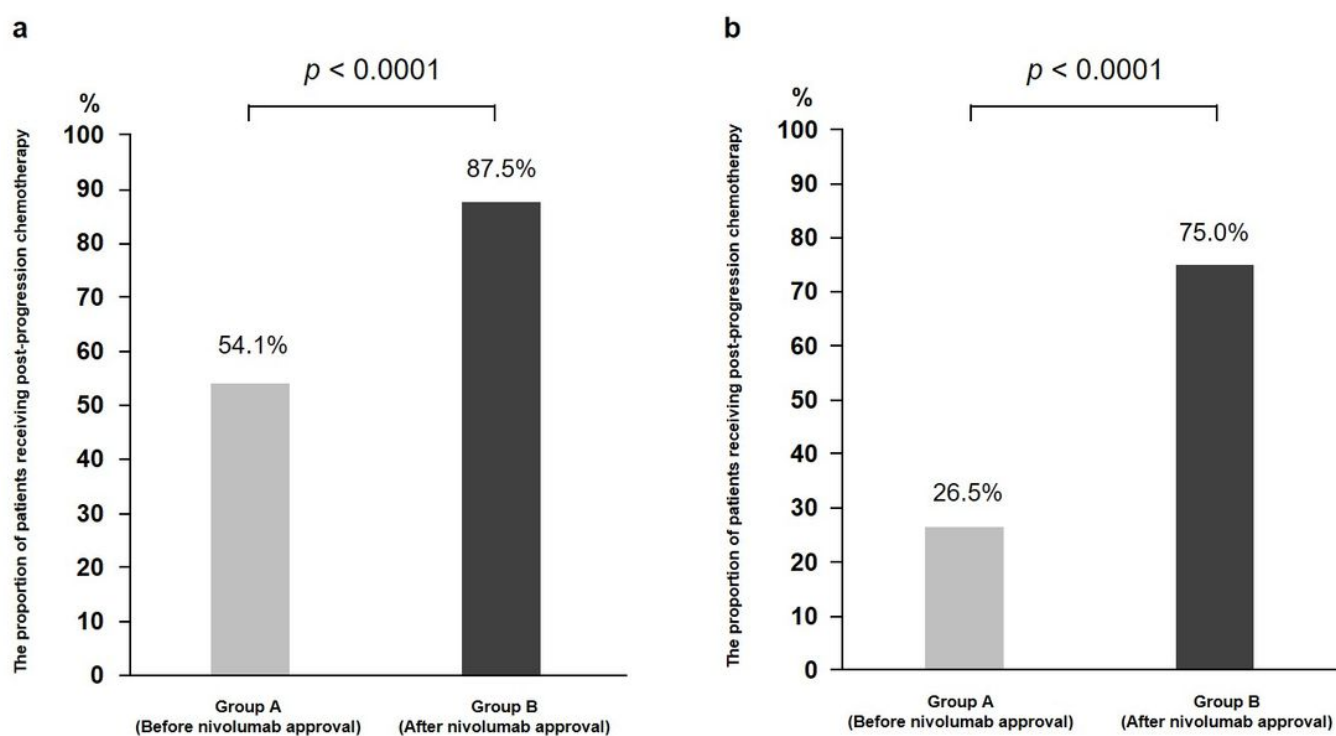 a
p < 0.0001
%
The proportion of patients receiving post-progression chemotherapy
100
90
80
70
60
50
40
30
20
10
0
54.1%
87.5%
Group A
(Before nivolumab approval)
Group B
(After nivolumab approval)
b
p < 0.0001
%
The proportion of patients receiving post-progression chemotherapy
100
90
80
70
60
50
40
30
20
10
0
26.5%
75.0%
Group A
(Before nivolumab approval)
Group B
(After nivolumab approval)